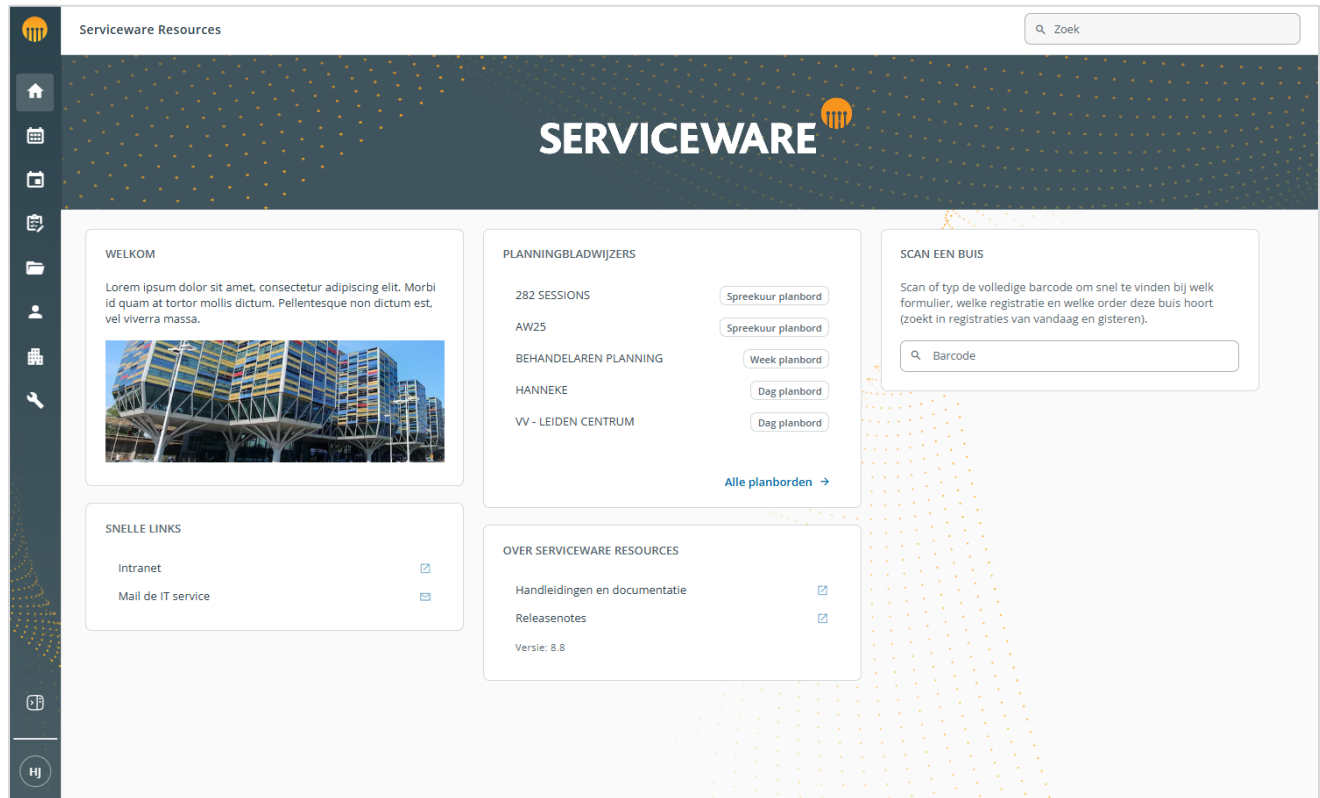 Serviceware Resources
Zoek
SERVICEWARE
WELKOM
Lorem ipsum dolor sit amet, consectetur adipiscing elit. Morbi
id quam at tortor mollis dictum. Pellentesque non dictum est,
vel viverra massa.
SNELLE LINKS
Intranet
Mail de IT service
PLANNINGBLADWIJZERS
282 SESSIONS Spreekuur planbord
AW25 Spreekuur planbord
BEHANDELAREN PLANNING Week planbord
HANNEKE Dag planbord
VV - LEIDEN CENTRUM Dag planbord
Alle planborden
OVER SERVICEWARE RESOURCES
Handleidingen en documentatie
Releasenotes
Versie: 8.8
SCAN EEN BUIS
Scan of typ de volledige barcode om snel te vinden bij welk
formulier, welke registratie en welke order deze buis hoort
(zoekt in registraties van vandaag en gisteren).
Barcode
HJ